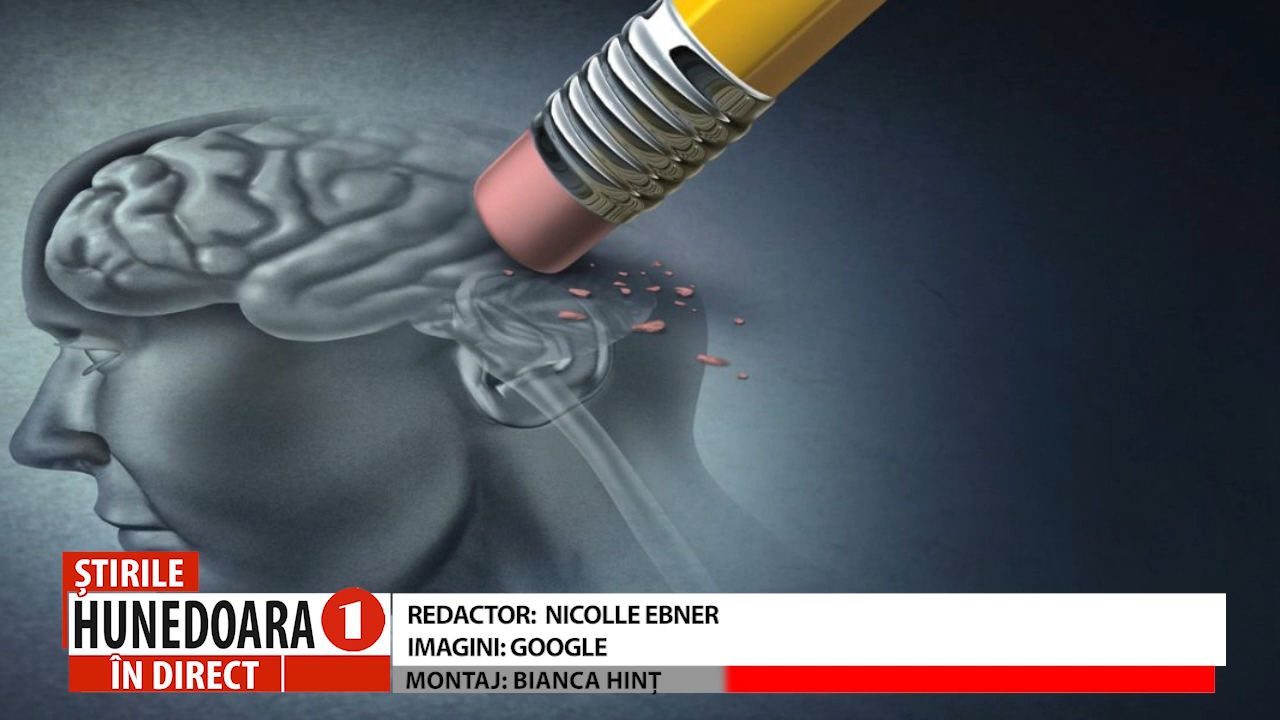 ȘTIRILE
HUNEDOARA 1
ÎN DIRECT
REDACTOR: NICOLLE EBNER
IMAGINI: GOOGLE
MONTAJ: BIANCA HINȚ